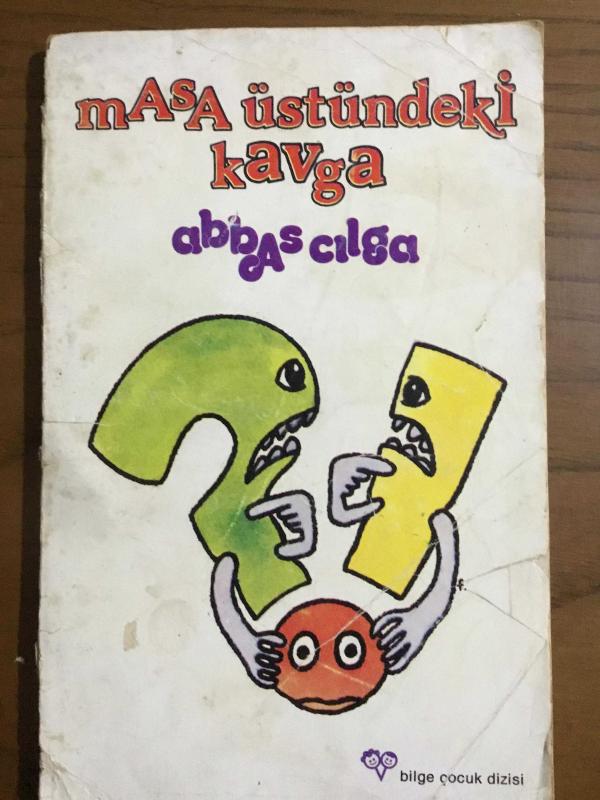 mASA üstündeki
kavga
abbAs cılga
f.
bilge çocuk dizisi